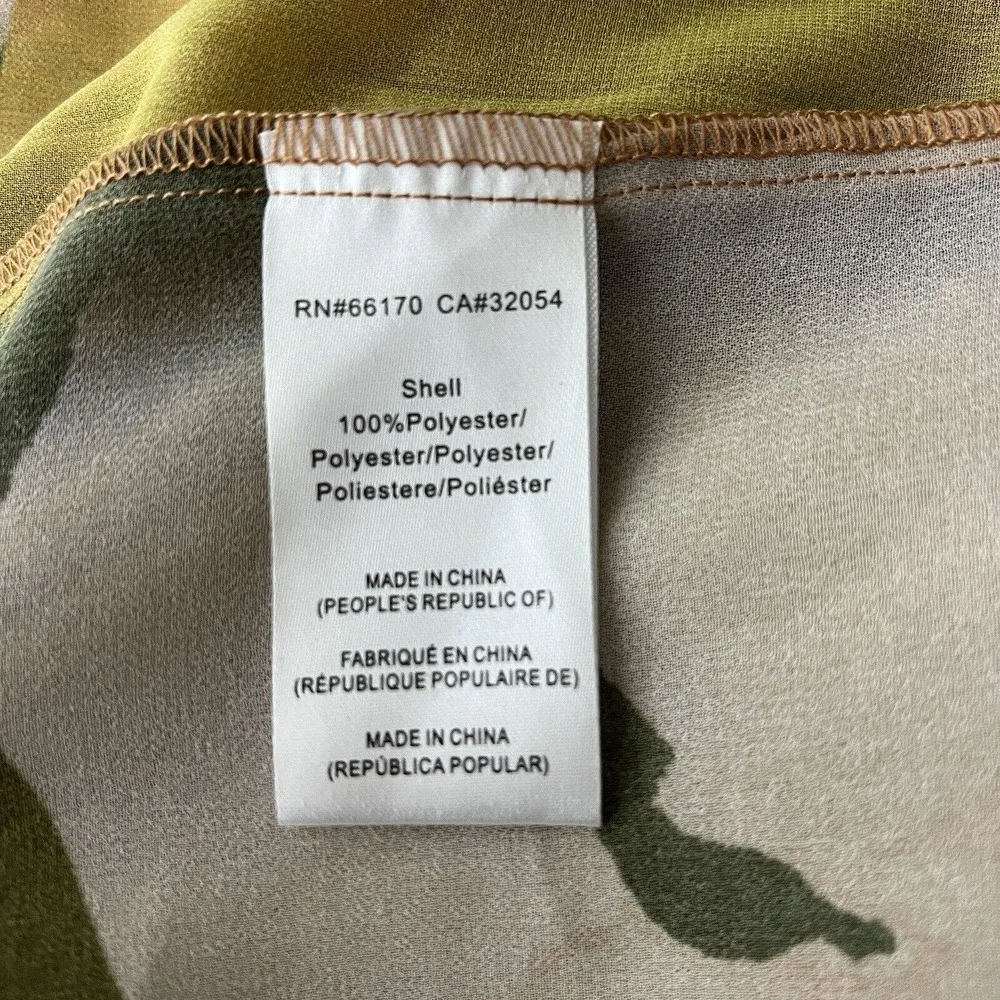 RN#66170 CA#32054
Shell
100%Polyester/
Polyester/Polyester/
Poliestere/Poliéster
MADE IN CHINA
(PEOPLE'S REPUBLIC OF)
FABRIQUÉ EN CHINA
(RÉPUBLIQUE POPULAIRE DE)
MADE IN CHINA
(REPÚBLICA POPULAR)